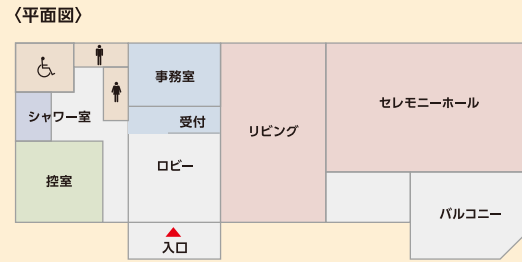 〈平面図〉
事務室
シャワー室
受付
リビング
セレモニーホール
控室
ロビー
バルコニー
入口